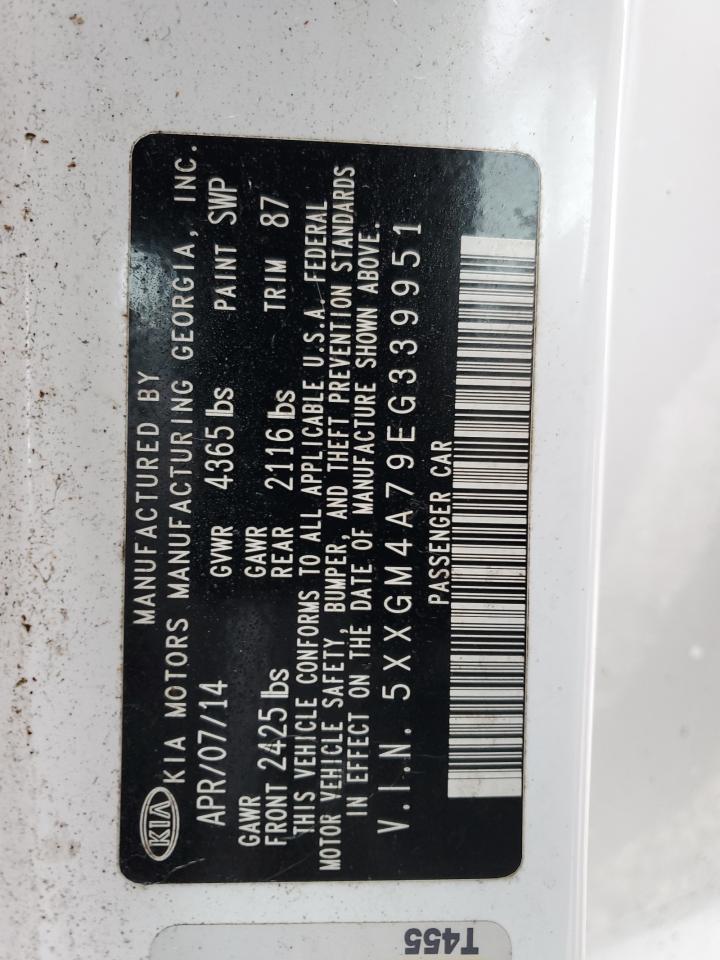 MANUFACTURED BY
KIA KIA MOTORS MANUFACTURING GEORGIA, INC.
APR/07/14 GVWR 4365 lbs PAINT SWP
GAWR GAWR
FRONT 2425 lbs REAR 2116 lbs TRIM 87
THIS VEHICLE CONFORMS TO ALL APPLICABLE U.S.A. FEDERAL
MOTOR VEHICLE SAFETY, BUMPER, AND THEFT PREVENTION STANDARDS
IN EFFECT ON THE DATE OF MANUFACTURE SHOWN ABOVE.
V.I.N. 5XXGM4A79EG339951
PASSENGER CAR
T455